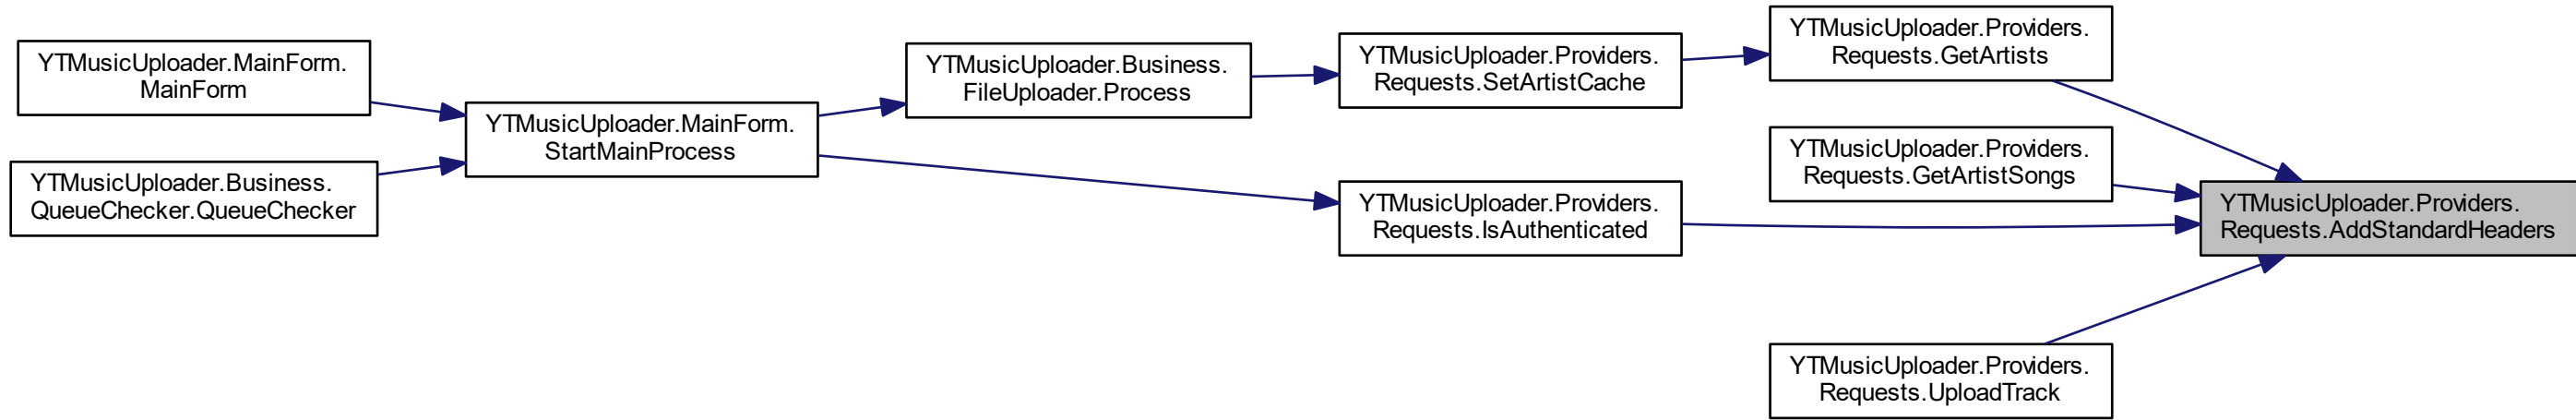 YTMusicUploader.MainForm.
MainForm
YTMusicUploader.Business.
QueueChecker.QueueChecker
YTMusicUploader.MainForm.
StartMainProcess
YTMusicUploader.Business.
FileUploader.Process
YTMusicUploader.Providers.
Requests.SetArtistCache
YTMusicUploader.Providers.
Requests.IsAuthenticated
YTMusicUploader.Providers.
Requests.GetArtists
YTMusicUploader.Providers.
Requests.GetArtistSongs
YTMusicUploader.Providers.
Requests.UploadTrack
YTMusicUploader.Providers.
Requests.AddStandardHeaders